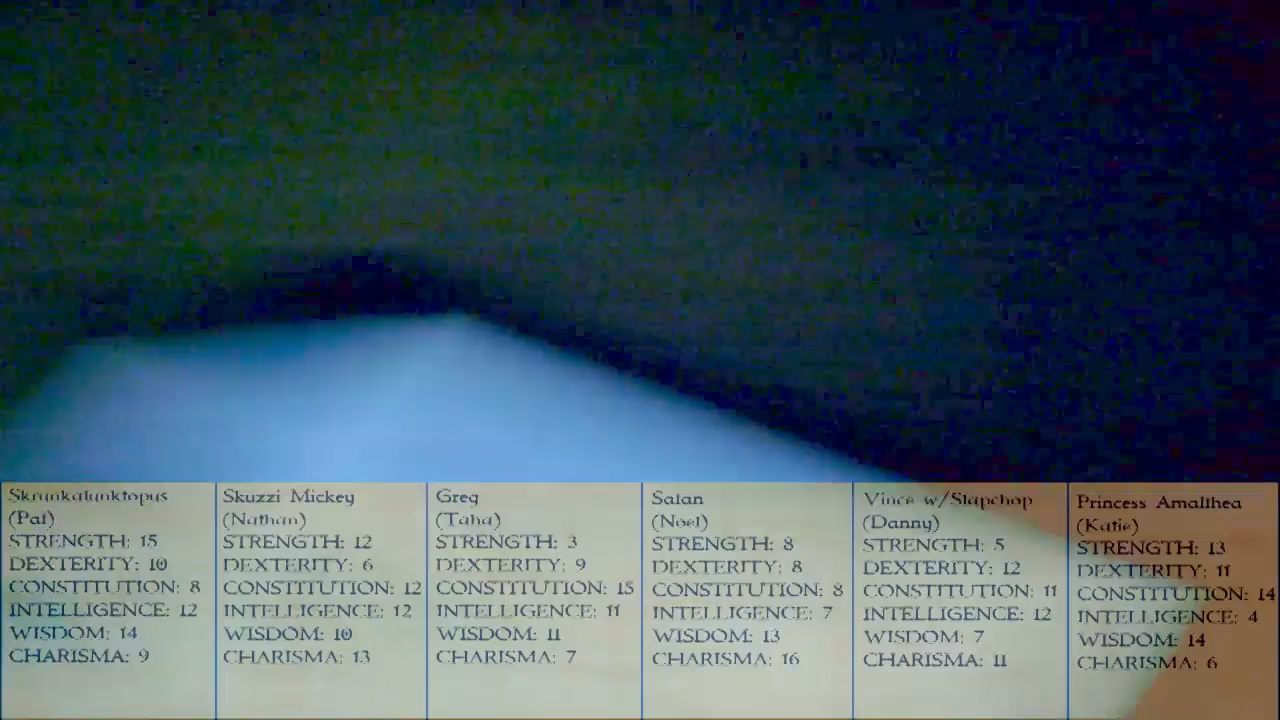 Skrunkalunktopus
(Pat)
STRENGTH: 15
DEXTERITY: 10
CONSTITUTION: 8
INTELLIGENCE: 12
WISDOM: 14
CHARISMA: 9
Skuzzi Mickey
(Nathan)
STRENGTH: 12
DEXTERITY: 6
CONSTITUTION: 12
INTELLIGENCE: 12
WISDOM: 10
CHARISMA: 13
Greg
(Taha)
STRENGTH: 3
DEXTERITY: 9
CONSTITUTION: 15
INTELLIGENCE: 11
WISDOM: 11
CHARISMA: 7
Satan
(Noel)
STRENGTH: 8
DEXTERITY: 8
CONSTITUTION: 8
INTELLIGENCE: 7
WISDOM: 13
CHARISMA: 16
Vince w/Slapchop
(Danny)
STRENGTH: 5
DEXTERITY: 12
CONSTITUTION: 11
INTELLIGENCE: 12
WISDOM: 7
CHARISMA: 11
Princess Amalthea
(Katie)
STRENGTH: 13
DEXTERITY: 11
CONSTITUTION: 14
INTELLIGENCE: 4
WISDOM: 14
CHARISMA: 6